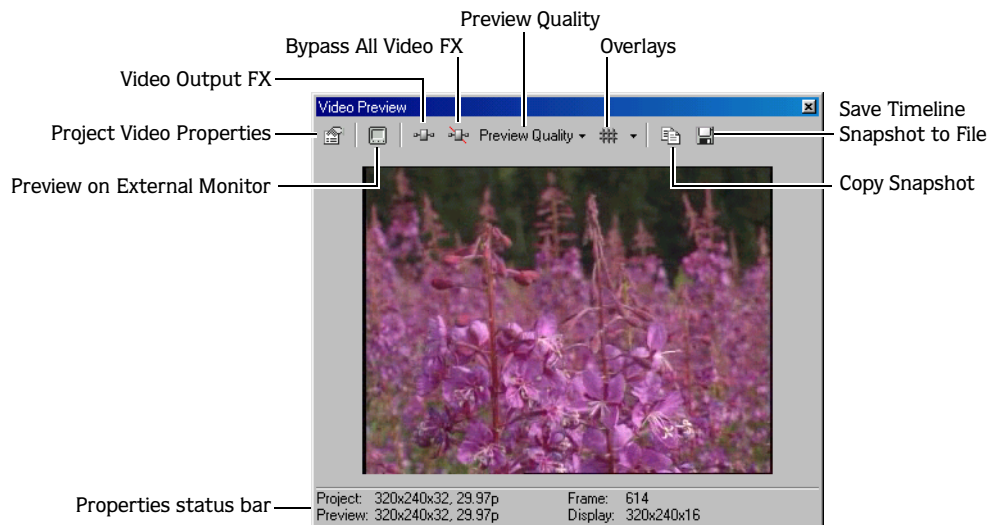 Preview Quality
Bypass All Video FX
Overlays
Video Output FX
Video Preview
Save Timeline
Snapshot to File
Project Video Properties
Preview Quality
Preview on External Monitor
Copy Snapshot
Properties status bar
Project: 320x240x32, 29.97p Frame: 614
Preview: 320x240x32, 29.97p Display: 320x240x16